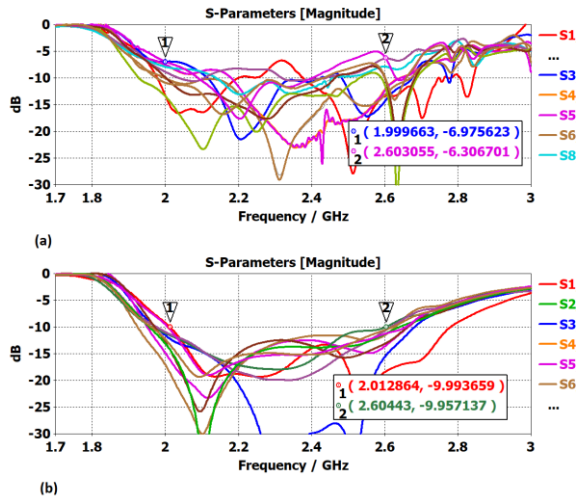 (a)
S-Parameters [Magnitude]
0
-5
-10
-15
-20
-25
-30
dB
1
2
1 ( 1.999663, -6.975623 )
2 ( 2.603055, -6.306701 )
1.7
2
2.2
2.4
2.6
2.8
3
Frequency / GHz
S1
...
S3
S4
S5
S6
S8
(b)
S-Parameters [Magnitude]
0
-5
-10
-15
-20
-25
-30
dB
1
2
1 ( 2.012864, -9.993659 )
2 ( 2.60443, -9.957137 )
1.7
2
2.2
2.4
2.6
2.8
3
Frequency / GHz
S1
S2
S3
S4
S5
S6
...